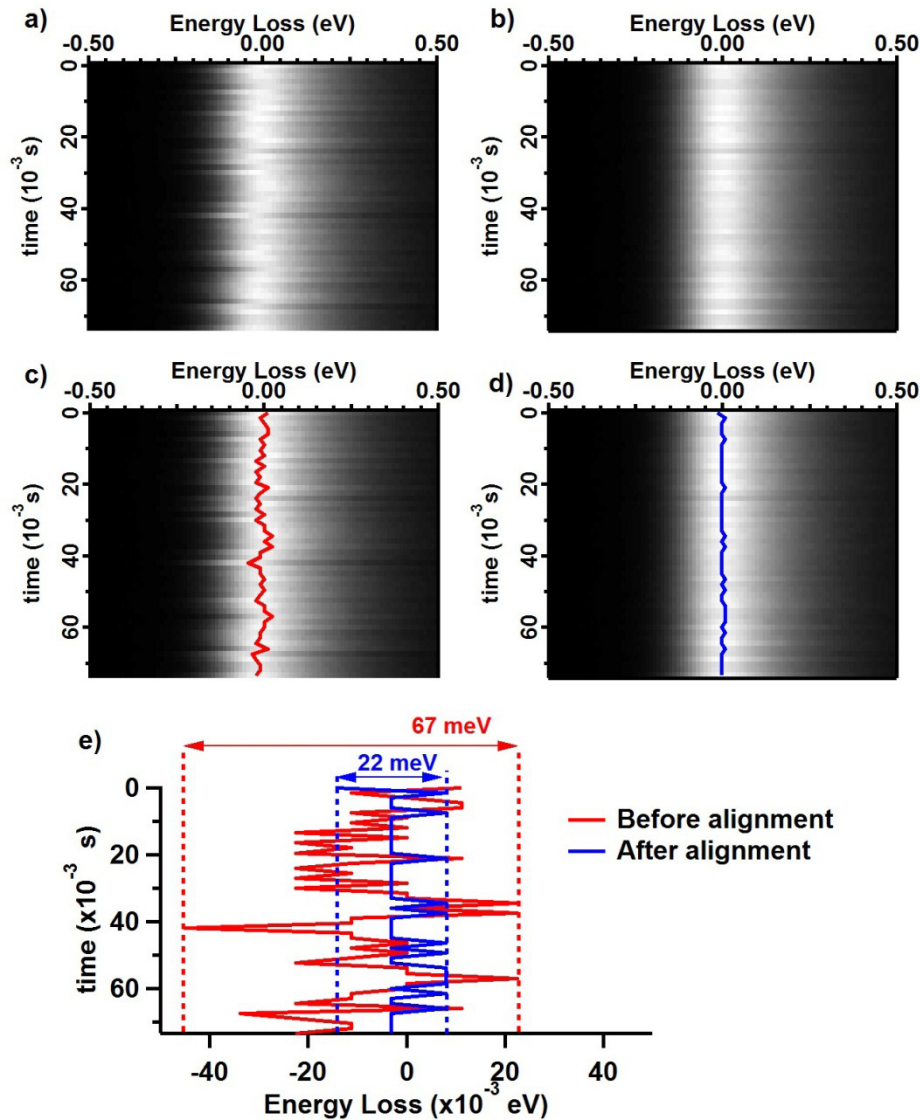 a)
Energy Loss (eV)
-0.50 0.00 0.50
0
20
40
60
time (10⁻³ s)
b)
Energy Loss (eV)
-0.50 0.00 0.50
0
20
40
60
time (10⁻³ s)
c)
Energy Loss (eV)
-0.50 0.00 0.50
0
20
40
60
time (10⁻³ s)
d)
Energy Loss (eV)
-0.50 0.00 0.50
0
20
40
60
time (10⁻³ s)
e)
67 meV
22 meV
0
20
40
60
time (x10⁻³ s)
-40 -20 0 20 40
Energy Loss (x10⁻³ eV)
Before alignment
After alignment